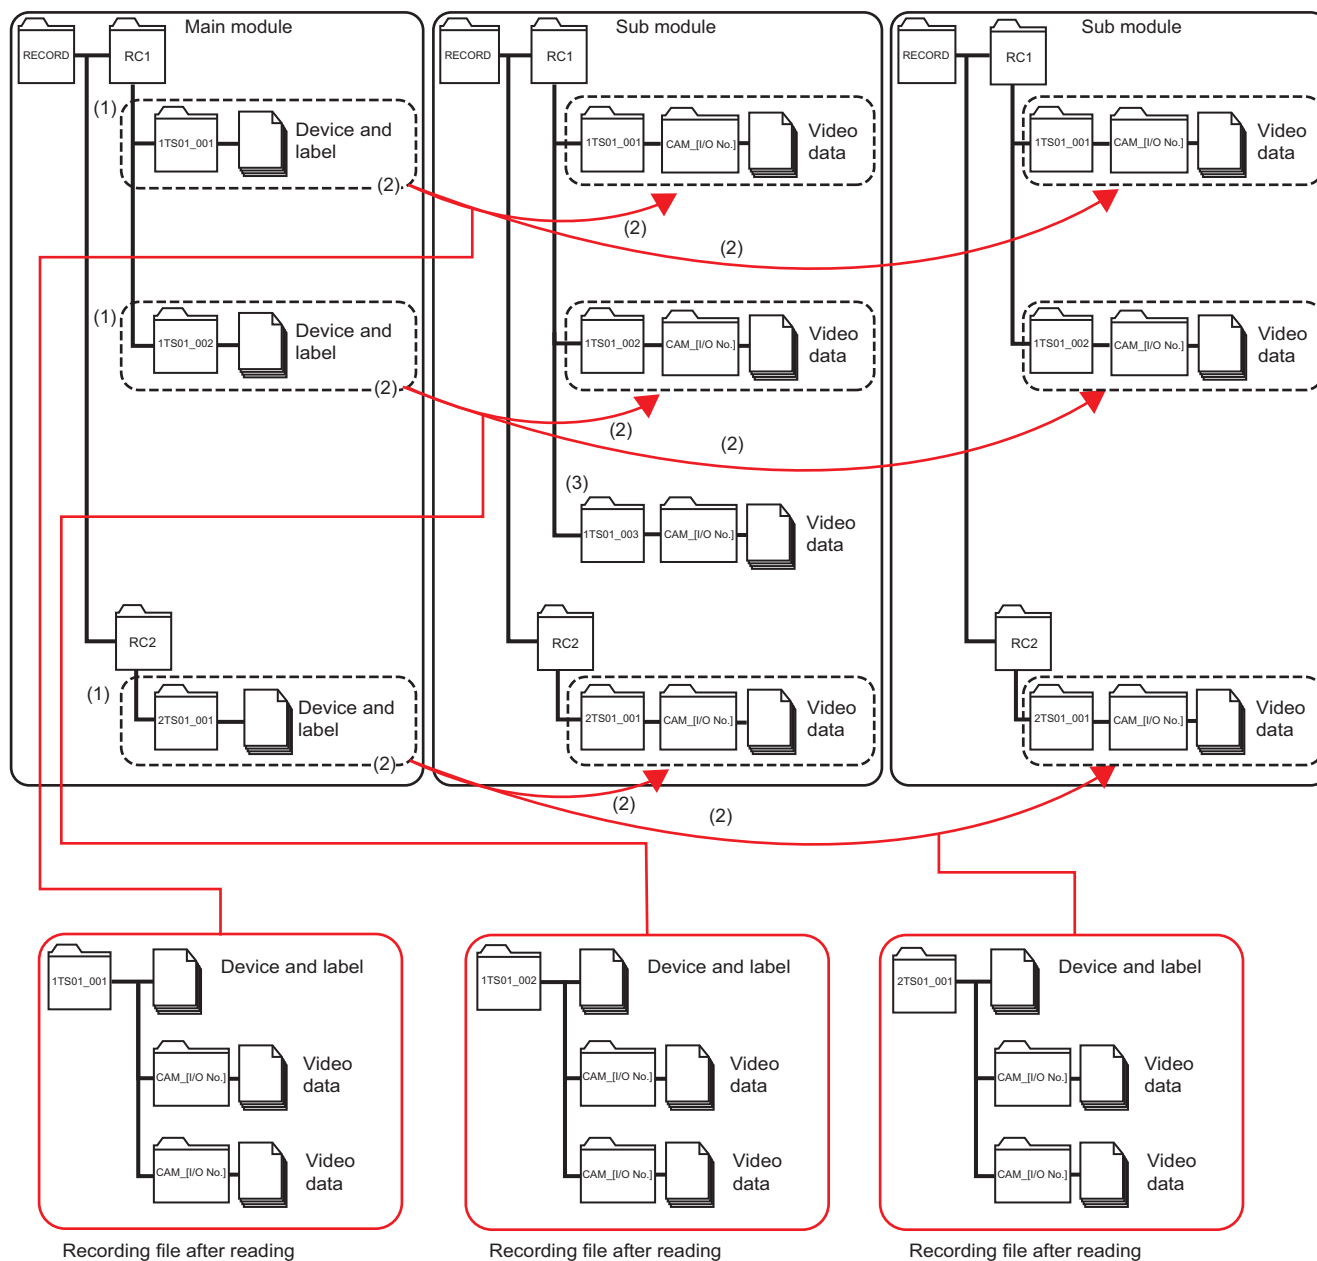 Main module
RECORD
RC1
(1)
1TS01_001
Device and
label
(2)
(1)
1TS01_002
Device and
label
(2)
RC2
(1)
2TS01_001
Device and
label
(2)
Sub module
RECORD
RC1
1TS01_001
CAM_[I/O No.]
Video
data
(2)
(2)
1TS01_002
CAM_[I/O No.]
Video
data
(2)
(2)
(3)
1TS01_003
CAM_[I/O No.]
Video
data
RC2
2TS01_001
CAM_[I/O No.]
Video
data
(2)
(2)
Sub module
RECORD
RC1
1TS01_001
CAM_[I/O No.]
Video
data
1TS01_002
CAM_[I/O No.]
Video
data
RC2
2TS01_001
CAM_[I/O No.]
Video
data
1TS01_001
Device and label
CAM_[I/O No.]
Video
data
CAM_[I/O No.]
Video
data
Recording file after reading
1TS01_002
Device and label
CAM_[I/O No.]
Video
data
CAM_[I/O No.]
Video
data
Recording file after reading
2TS01_001
Device and label
CAM_[I/O No.]
Video
data
CAM_[I/O No.]
Video
data
Recording file after reading